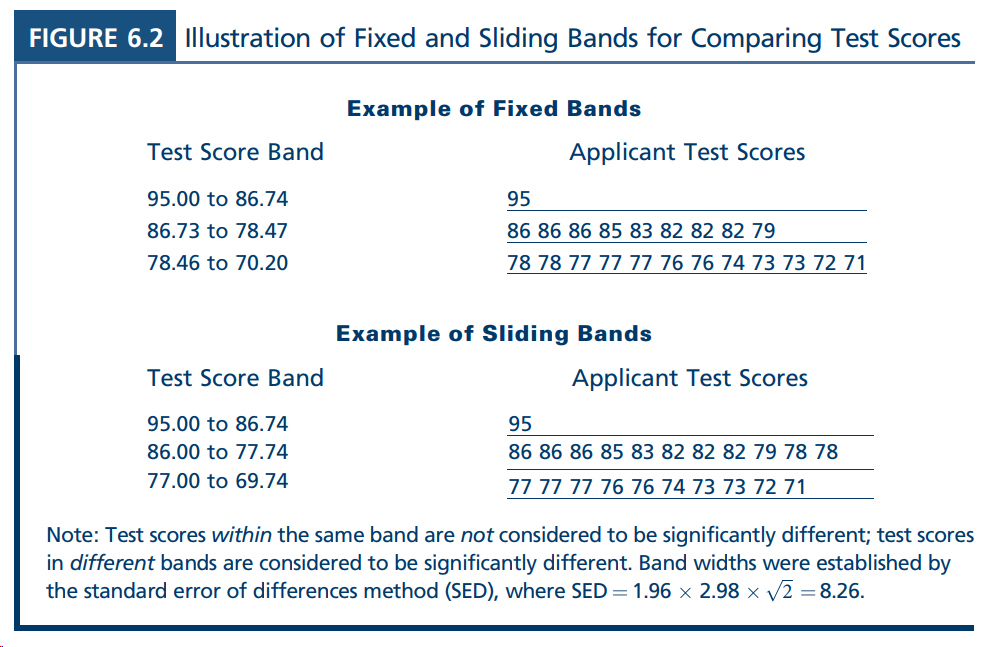 FIGURE 6.2 Illustration of Fixed and Sliding Bands for Comparing Test Scores
Example of Fixed Bands
Test Score Band Applicant Test Scores
95.00 to 86.74 95
86.73 to 78.47 86 86 86 85 83 82 82 82 79
78.46 to 70.20 78 78 77 77 77 76 76 74 73 73 72 71
Example of Sliding Bands
Test Score Band Applicant Test Scores
95.00 to 86.74 95
86.00 to 77.74 86 86 86 85 83 82 82 82 79 78 78
77.00 to 69.74 77 77 77 76 76 74 73 73 72 71
Note: Test scores within the same band are not considered to be significantly different; test scores
in different bands are considered to be significantly different. Band widths were established by
the standard error of differences method (SED), where SED = 1.96 × 2.98 × √2 = 8.26.